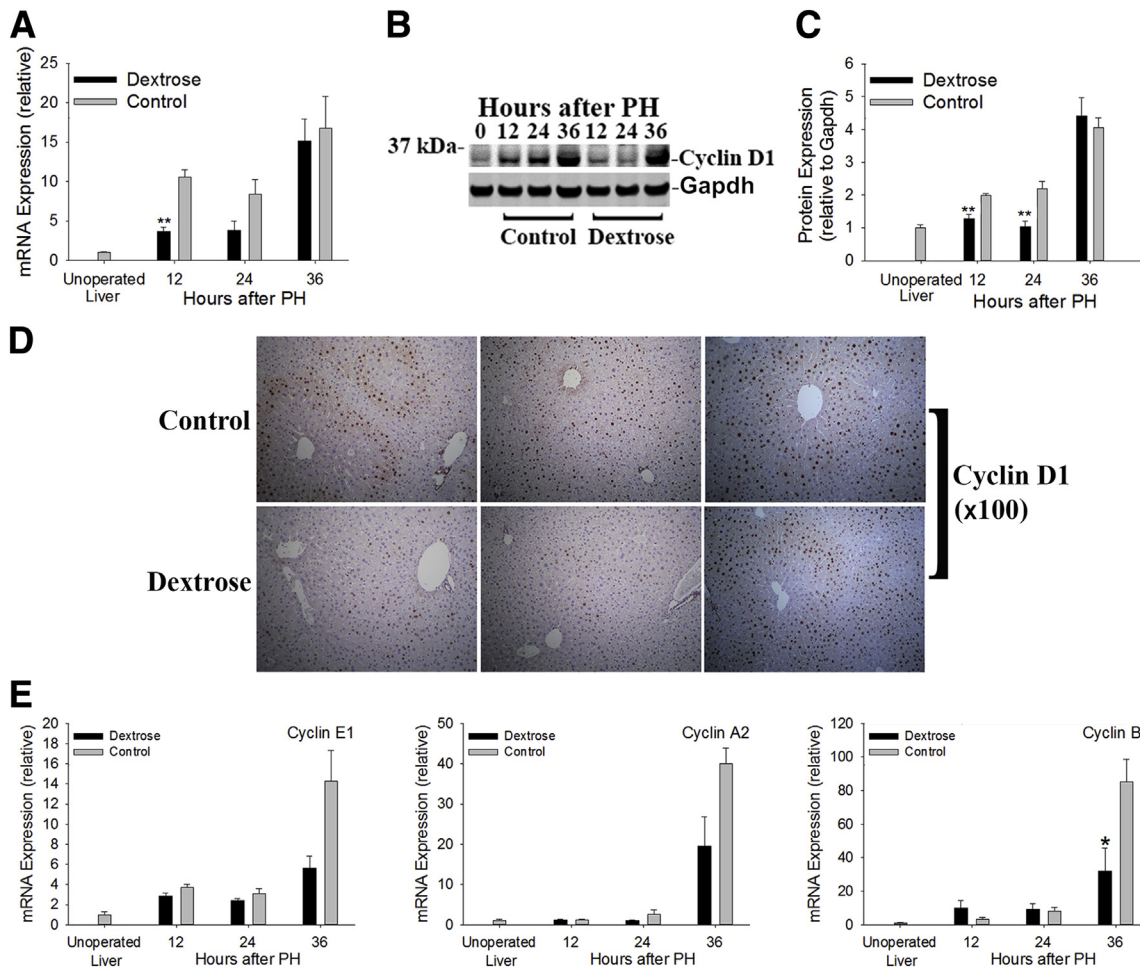 A
mRNA Expression (relative)
25
20
15
10
5
0
Dextrose
Control
**
Unoperated
Liver
12
24
36
Hours after PH
B
Hours after PH
0 12 24 36 12 24 36
37 kDa-
-Cyclin D1
-Gapdh
Control Dextrose
C
Protein Expression
(relative to Gapdh)
6
5
4
3
2
1
0
Dextrose
Control
**
**
Unoperated
Liver
12
24
36
Hours after PH
D
Control
Dextrose
Cyclin D1
(x100)
E
mRNA Expression (relative)
20
18
16
14
12
10
8
6
4
2
0
Dextrose
Control
Cyclin E1
Unoperated
Liver
12
24
36
Hours after PH
mRNA Expression (relative)
50
40
30
20
10
0
Dextrose
Control
Cyclin A2
Unoperated
Liver
12
24
36
Hours after PH
mRNA Expression (relative)
120
100
80
60
40
20
0
Dextrose
Control
Cyclin B
*
Unoperated
Liver
12
24
36
Hours after PH